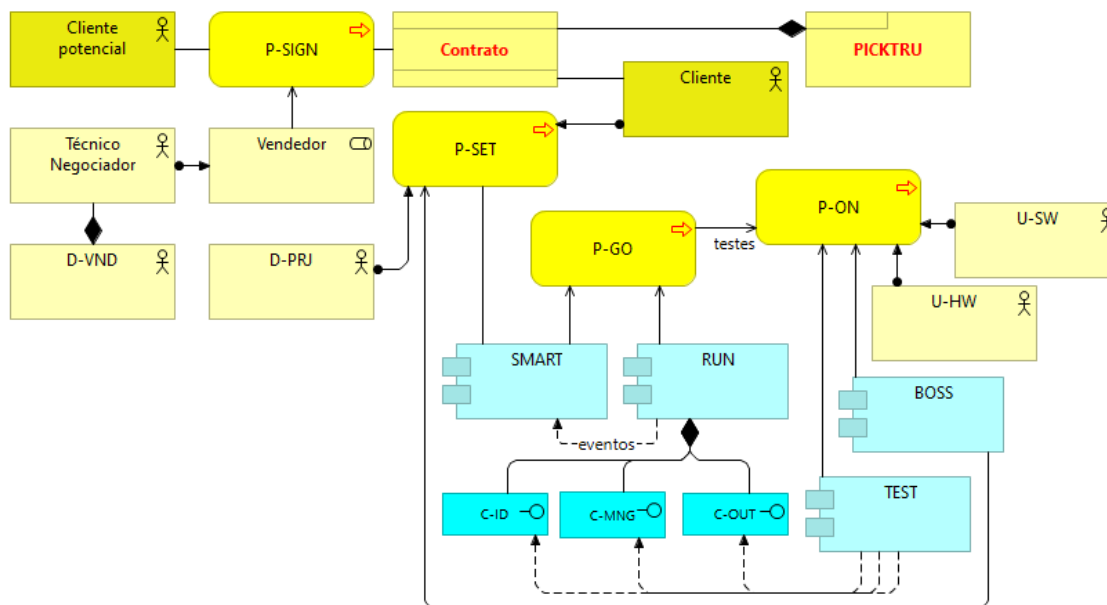 Cliente
potencial
P-SIGN
Contrato
PICKTRU
Cliente
Técnico
Negociador
Vendedor
P-SET
P-ON
U-SW
D-VND
D-PRJ
P-GO
testes
U-HW
SMART
RUN
BOSS
eventos
C-ID
C-MNG
C-OUT
TEST